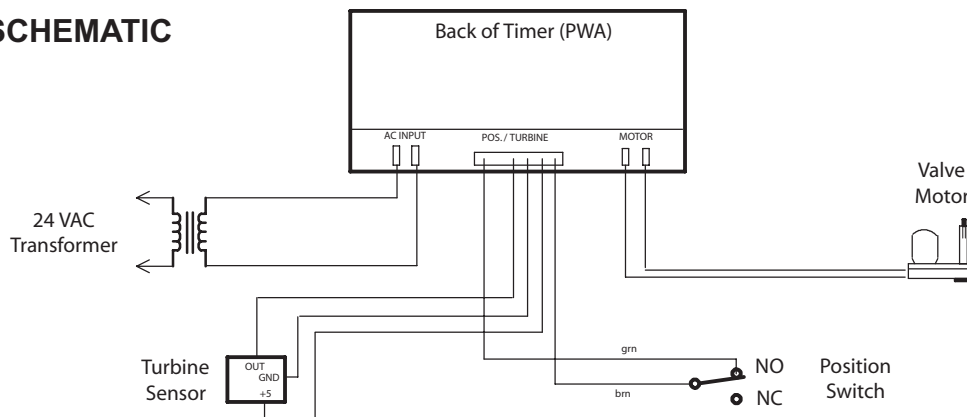 SCHEMATIC
Back of Timer (PWA)
AC INPUT
POS./ TURBINE
MOTOR
24 VAC
Transformer
Valve
Motor
Turbine
Sensor
OUT
GND
+5
grn
brn
NO
NC
Position
Switch